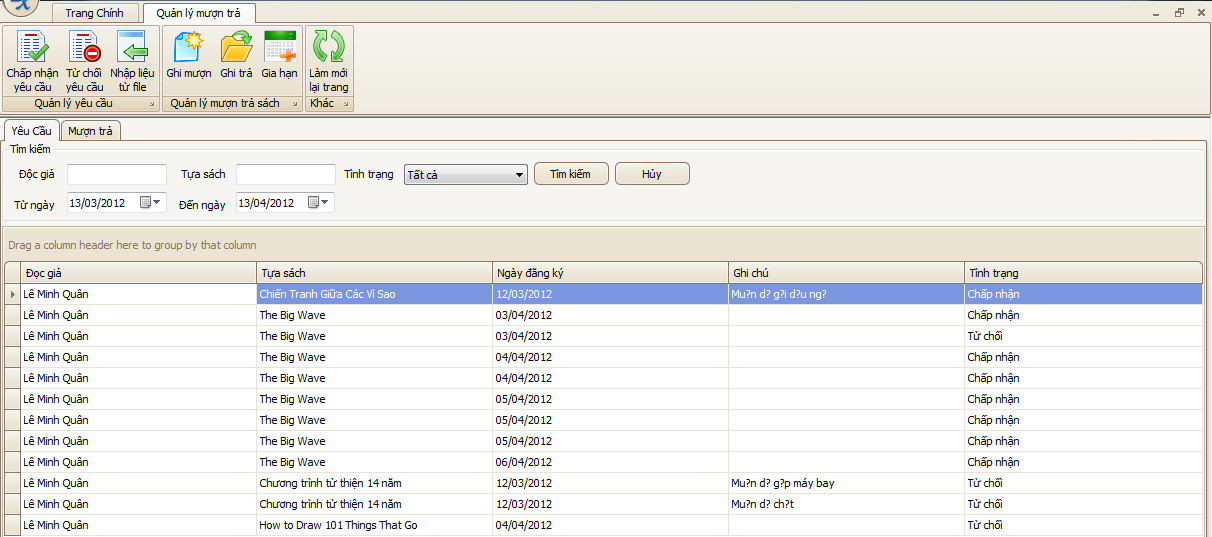 Trang Chính Quản lý mượn trả
Chấp nhận yêu cầu Từ chối yêu cầu Nhập liệu từ file Ghi mượn Ghi trả Gia hạn Làm mới lại trang
Quản lý yêu cầu Quản lý mượn trả sách Khác
Yêu Cầu Mượn trả
Tìm kiếm
Độc giả Tựa sách Tình trạng Tất cả Tìm kiếm Hủy
Từ ngày 13/03/2012 Đến ngày 13/04/2012
Drag a column header here to group by that column
Đọc giả Tựa sách Ngày đăng ký Ghi chú Tình trạng
Lê Minh Quân Chiến Tranh Giữa Các Vì Sao 12/03/2012 Mu?n d? g?i d?u ng? Chấp nhận
Lê Minh Quân The Big Wave 03/04/2012 Chấp nhận
Lê Minh Quân The Big Wave 03/04/2012 Từ chối
Lê Minh Quân The Big Wave 04/04/2012 Chấp nhận
Lê Minh Quân The Big Wave 04/04/2012 Chấp nhận
Lê Minh Quân The Big Wave 05/04/2012 Chấp nhận
Lê Minh Quân The Big Wave 05/04/2012 Chấp nhận
Lê Minh Quân The Big Wave 05/04/2012 Chấp nhận
Lê Minh Quân The Big Wave 06/04/2012 Chấp nhận
Lê Minh Quân Chương trình từ thiện 14 năm 12/03/2012 Mu?n d? g?p máy bay Từ chối
Lê Minh Quân Chương trình từ thiện 14 năm 12/03/2012 Mu?n d? ch?t Từ chối
Lê Minh Quân How to Draw 101 Things That Go 04/04/2012 Từ chối